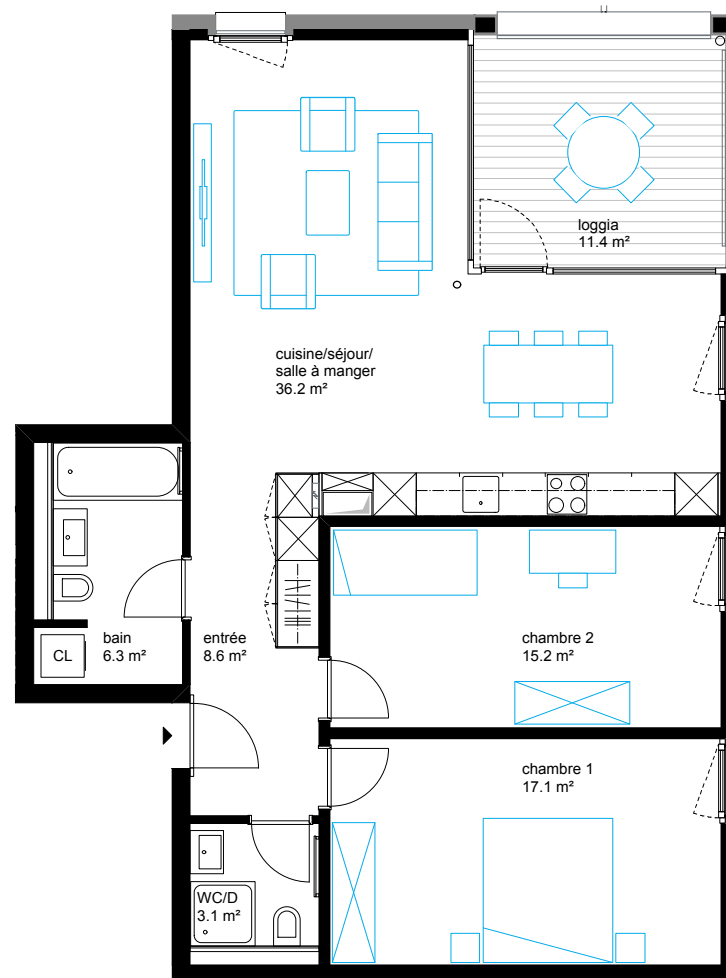 loggia
11.4 m²
cuisine/séjour/
salle à manger
36.2 m²
bain
6.3 m²
CL
entrée
8.6 m²
chambre 2
15.2 m²
chambre 1
17.1 m²
WC/D
3.1 m²